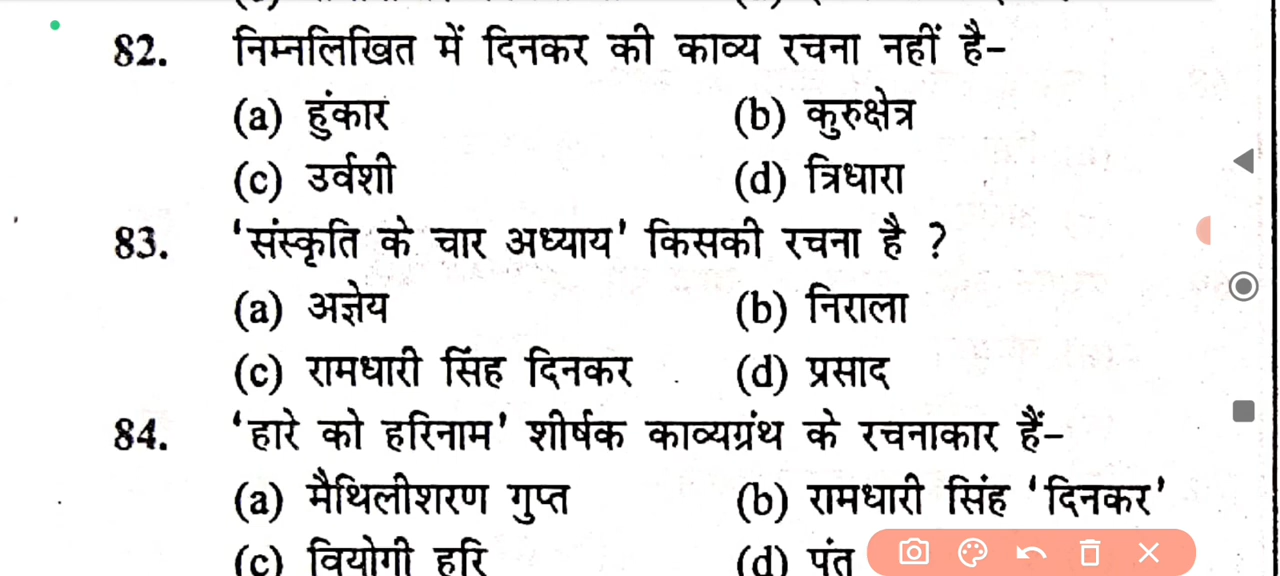 82. निम्नलिखित में दिनकर की काव्य रचना नहीं है-
(a) हुंकार (b) कुरुक्षेत्र
(c) उर्वशी (d) त्रिधारा
83. 'संस्कृति के चार अध्याय' किसकी रचना है ?
(a) अज्ञेय (b) निराला
(c) रामधारी सिंह दिनकर (d) प्रसाद
84. 'हारे को हरिनाम' शीर्षक काव्यग्रंथ के रचनाकार हैं-
(a) मैथिलीशरण गुप्त (b) रामधारी सिंह 'दिनकर'
(c) वियोगी हरि (d) पंत